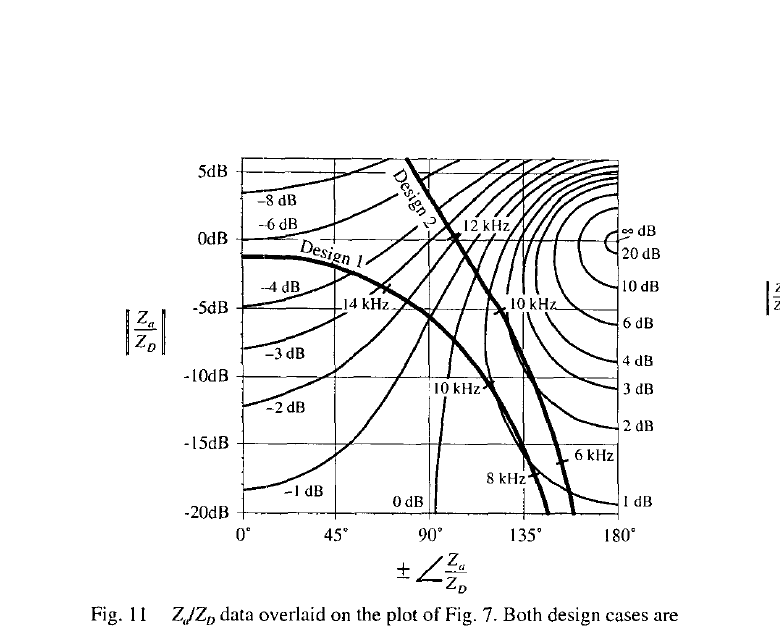 5dB
0dB
-5dB
-10dB
-15dB
-20dB
|Zₐ/Z_D|
–8 dB
–6 dB
–4 dB
–3 dB
–2 dB
–1 dB
0 dB
Design 1
Design 2
14 kHz
12 kHz
10 kHz
10 kHz
8 kHz
6 kHz
∞ dB
20 dB
10 dB
6 dB
4 dB
3 dB
2 dB
1 dB
0° 45° 90° 135° 180°
± ∠ Zₐ/Z_D
Fig. 11 Zₐ/Z_D data overlaid on the plot of Fig. 7. Both design cases are